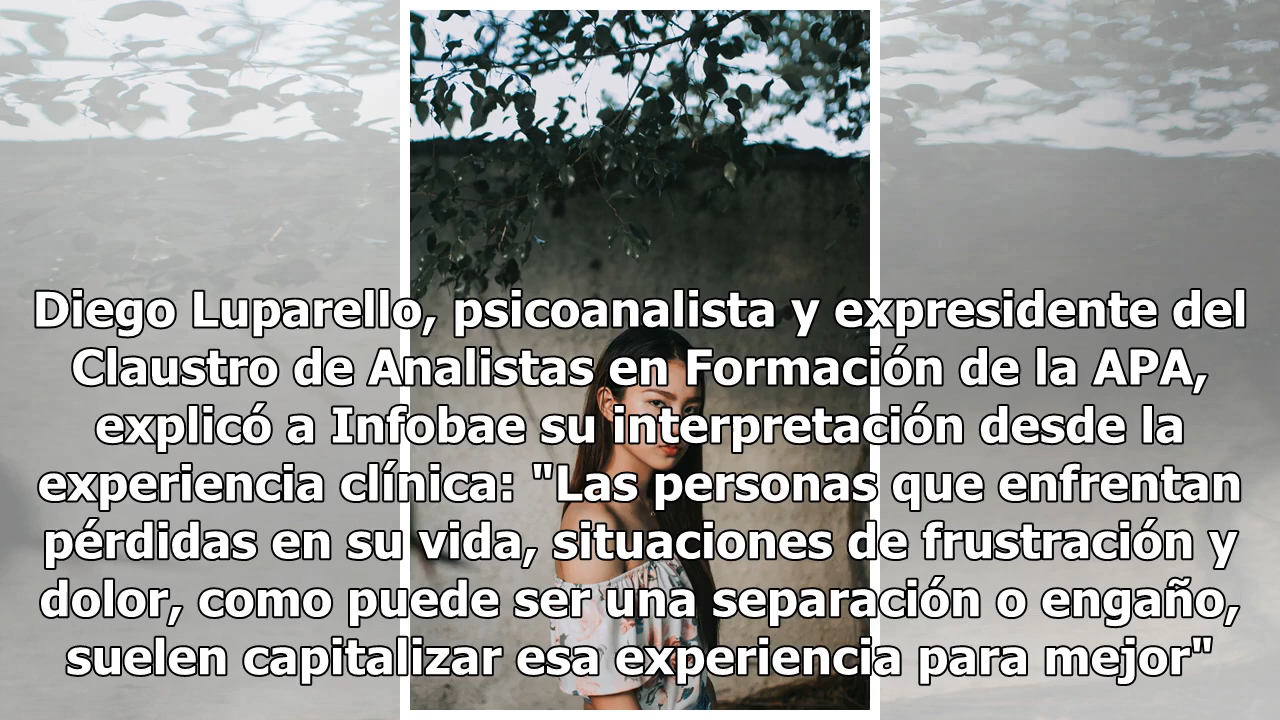 Diego Luparello, psicoanalista y expresidente del
Claustro de Analistas en Formación de la APA,
explicó a Infobae su interpretación desde la
experiencia clínica: "Las personas que enfrentan
pérdidas en su vida, situaciones de frustración y
dolor, como puede ser una separación o engaño,
suelen capitalizar esa experiencia para mejor"